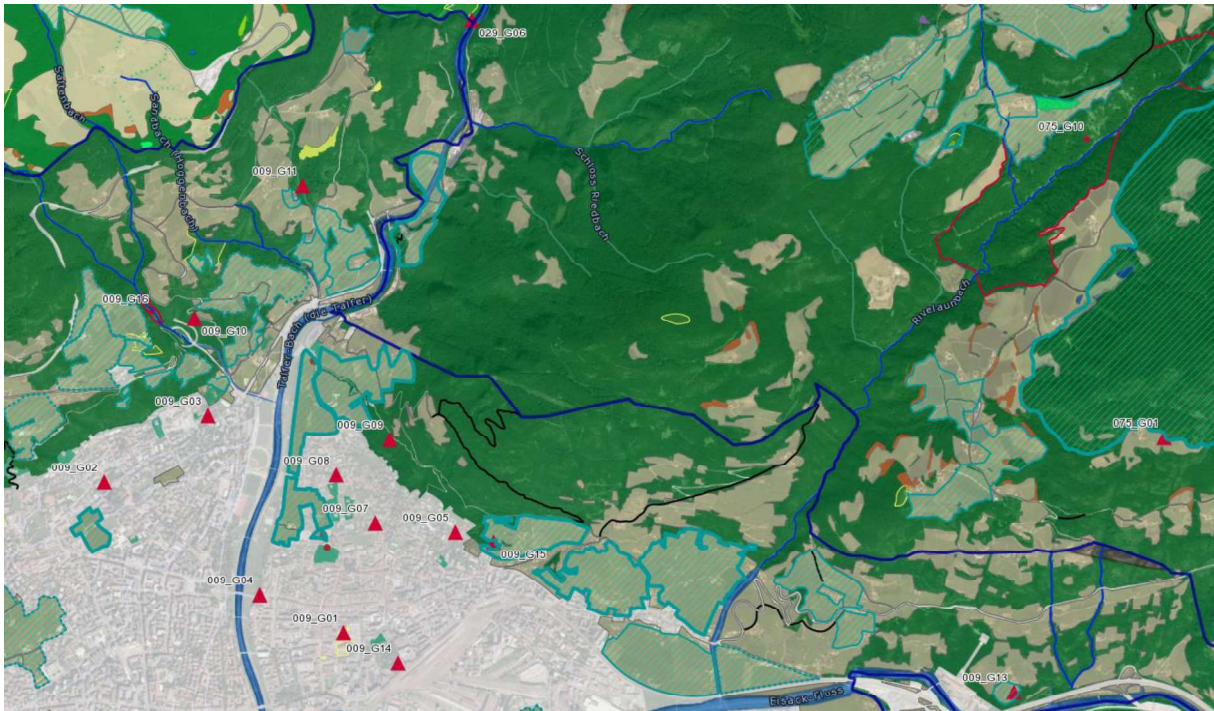 029_G06
Saltenbach
Schloss Riedbach
075_G10
009_G11
Rivelaunbach
009_G16
009_G10
Talfer-Bach (die Talfer)
009_G03
009_G09
075_G01
009_G02
009_G08
009_G07
009_G05
009_G15
009_G04
009_G01
009_G14
Eisack-Fluss
009_G13